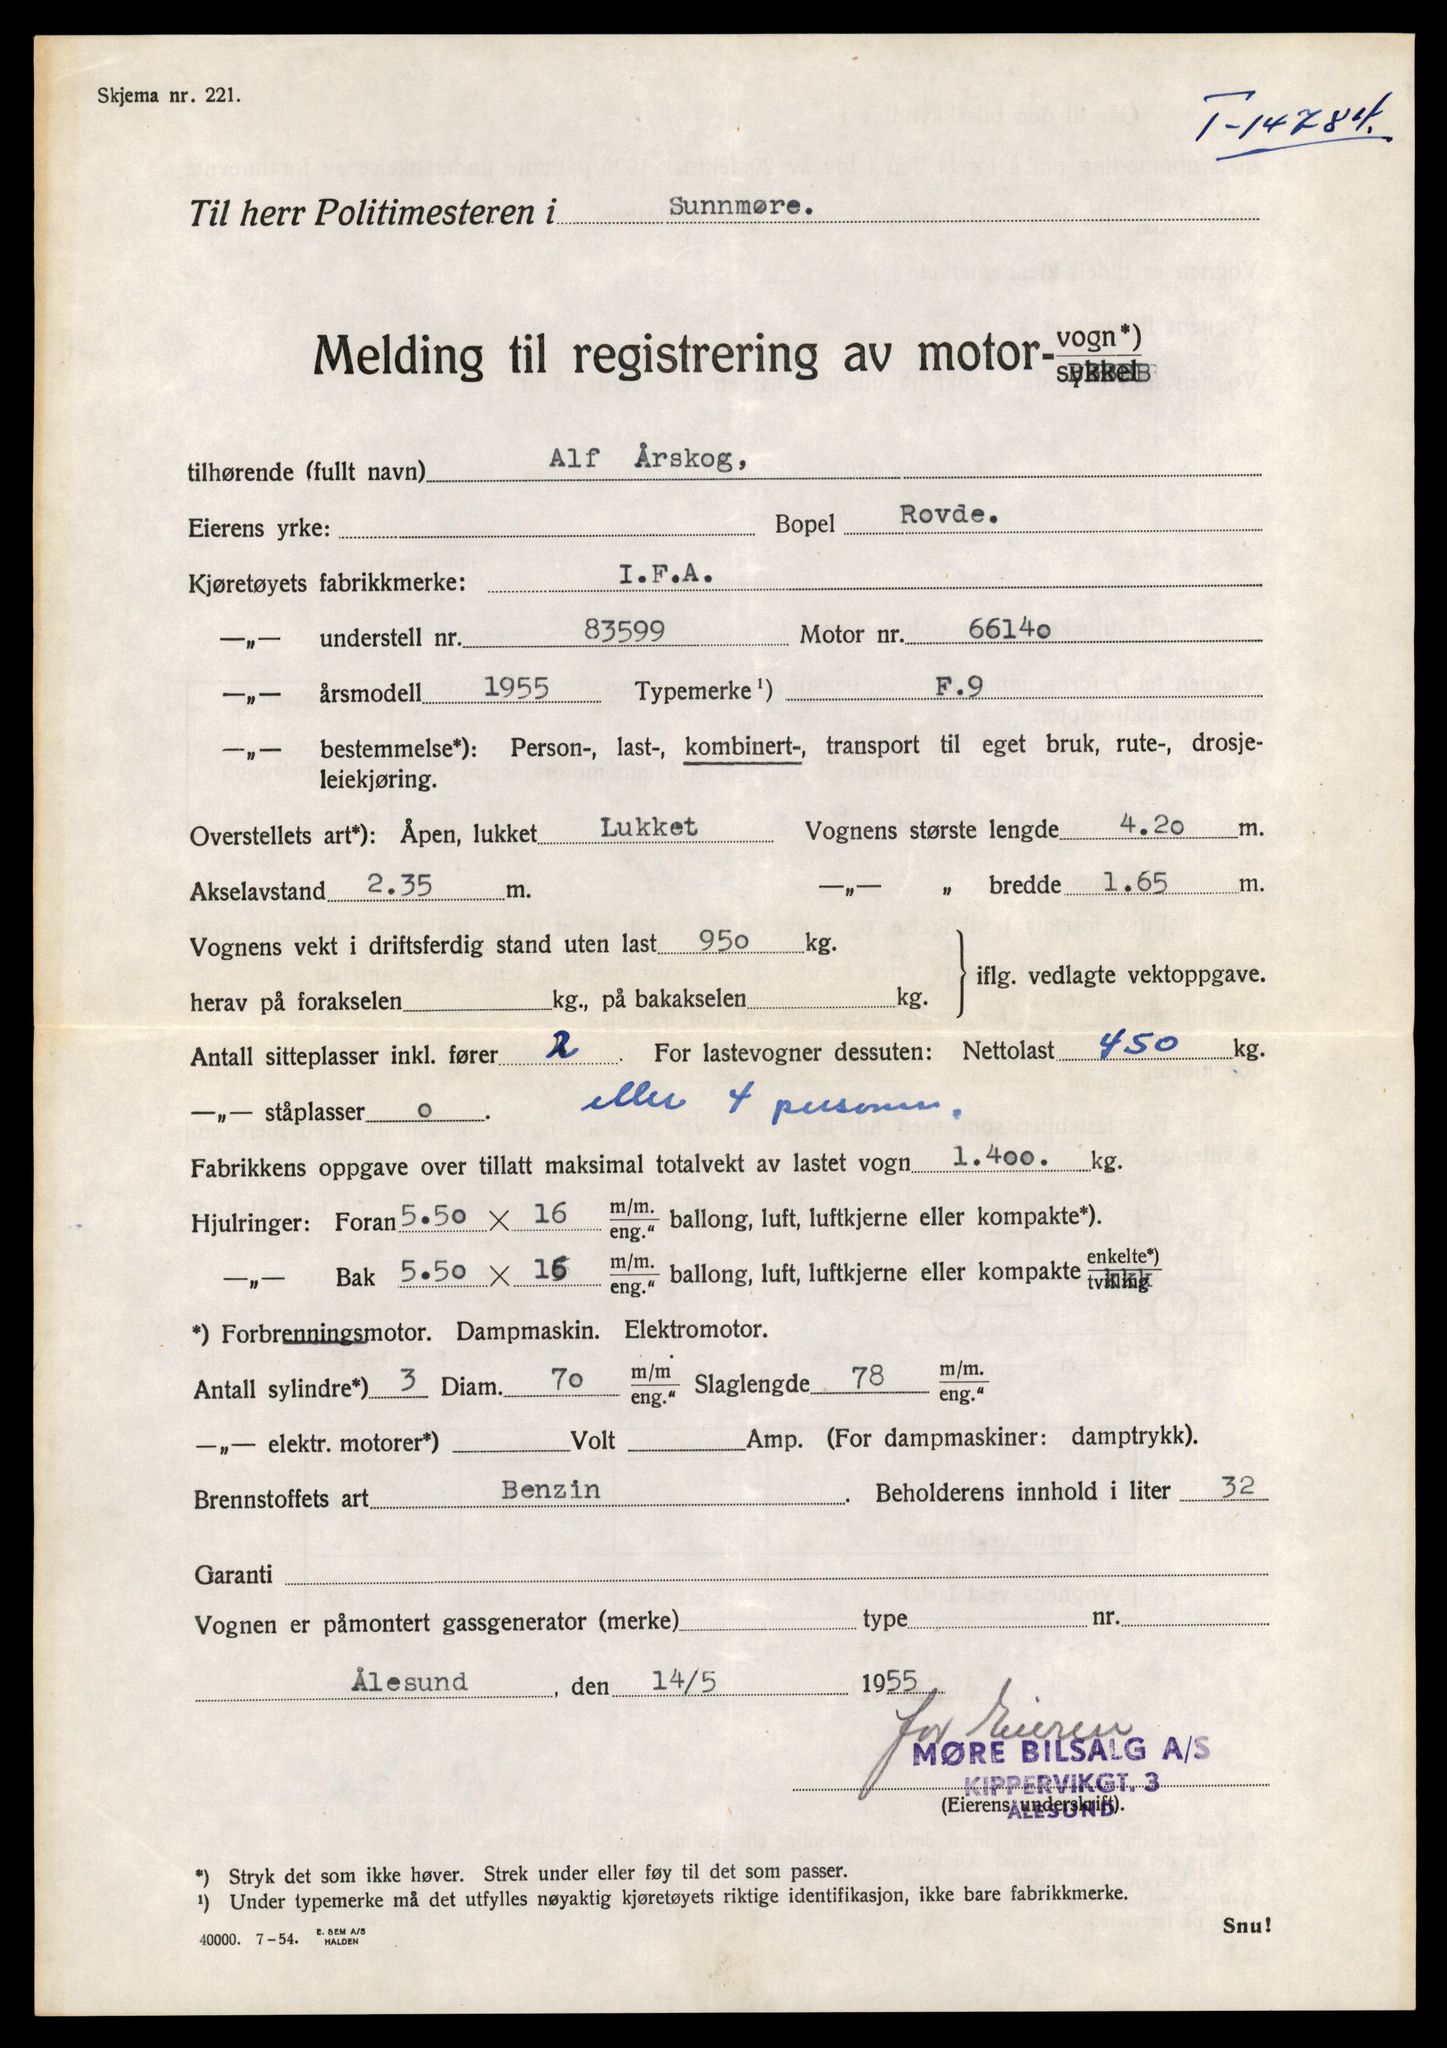 Skjema nr. 221.
T-14784.
Til herr Politimesteren i Sunnmøre.
Melding til registrering av motor- vogn*)
sykkel
tilhørende (fullt navn) Alf Årskog,
Eierens yrke: Bopel Rovde.
Kjøretøyets fabrikkmerke: I.F.A.
—„— understell nr. 83599 Motor nr. 66140
—„— årsmodell 1955 Typemerke ¹) F.9
—„— bestemmelse*): Person-, last-, kombinert-, transport til eget bruk, rute-, drosje-
leiekjøring.
Overstellets art*): Åpen, lukket Lukket Vognens største lengde 4.20 m.
Akselavstand 2.35 m. —„— „ bredde 1.65 m.
Vognens vekt i driftsferdig stand uten last 950 kg.
iflg. vedlagte vektoppgave.
herav på forakselen kg., på bakakselen kg.
Antall sitteplasser inkl. fører 2 . For lastevogner dessuten: Nettolast 450 kg.
—„— ståplasser 0 . eller 4 personer.
Fabrikkens oppgave over tillatt maksimal totalvekt av lastet vogn 1.400. kg.
Hjulringer: Foran 5.50 × 16 m/m. eng.“ ballong, luft, luftkjerne eller kompakte*).
—„— Bak 5.50 × 16 m/m. eng.“ ballong, luft, luftkjerne eller kompakte enkelte*) tvilling
*) Forbrenningsmotor. Dampmaskin. Elektromotor.
Antall sylindre*) 3 Diam. 70 m/m eng.“ Slaglengde 78 m/m. eng.“
—„— elektr. motorer*) Volt Amp. (For dampmaskiner: damptrykk).
Brennstoffets art Benzin . Beholderens innhold i liter 32
Garanti
Vognen er påmontert gassgenerator (merke) type nr.
Ålesund , den 14/5 1955
for Eieren
MØRE BILSALG A/S
KIPPERVIKGT. 3
(Eierens underskrift).
ÅLESUND
*) Stryk det som ikke høver. Strek under eller føy til det som passer.
¹) Under typemerke må det utfylles nøyaktig kjøretøyets riktige identifikasjon, ikke bare fabrikkmerke.
40000. 7-54. E. SEM A/S
HALDEN
Snu!